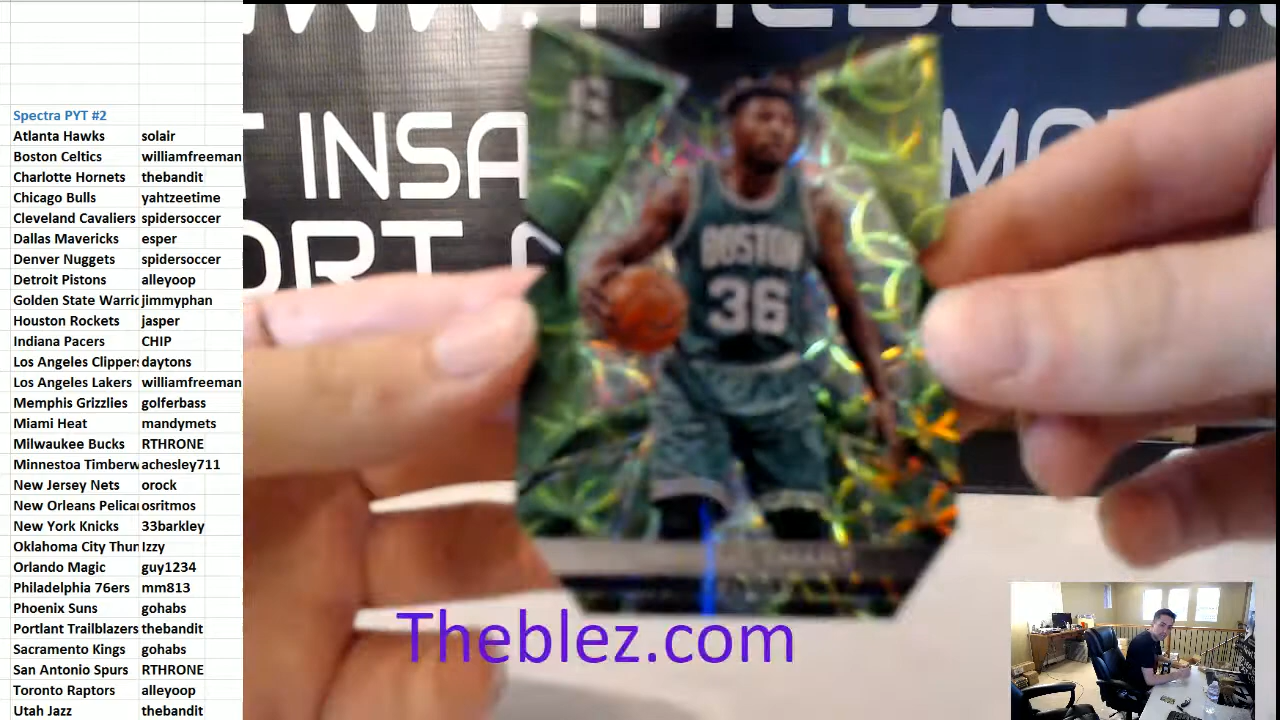 Spectra PYT #2
Atlanta Hawks solair
Boston Celtics williamfreeman
Charlotte Hornets thebandit
Chicago Bulls yahtzeetime
Cleveland Cavaliers spidersoccer
Dallas Mavericks esper
Denver Nuggets spidersoccer
Detroit Pistons alleyoop
Golden State Warric jimmyphan
Houston Rockets jasper
Indiana Pacers CHIP
Los Angeles Clippers daytons
Los Angeles Lakers williamfreeman
Memphis Grizzlies golferbass
Miami Heat mandymets
Milwaukee Bucks RTHRONE
Minnestoa Timberw achesley711
New Jersey Nets orock
New Orleans Pelicar osritmos
New York Knicks 33barkley
Oklahoma City Thun Izzy
Orlando Magic guy1234
Philadelphia 76ers mm813
Phoenix Suns gohabs
Portlant Trailblazers thebandit
Sacramento Kings gohabs
San Antonio Spurs RTHRONE
Toronto Raptors alleyoop
Utah Jazz thebandit
INSA
BOSTON
36
Theblez.com